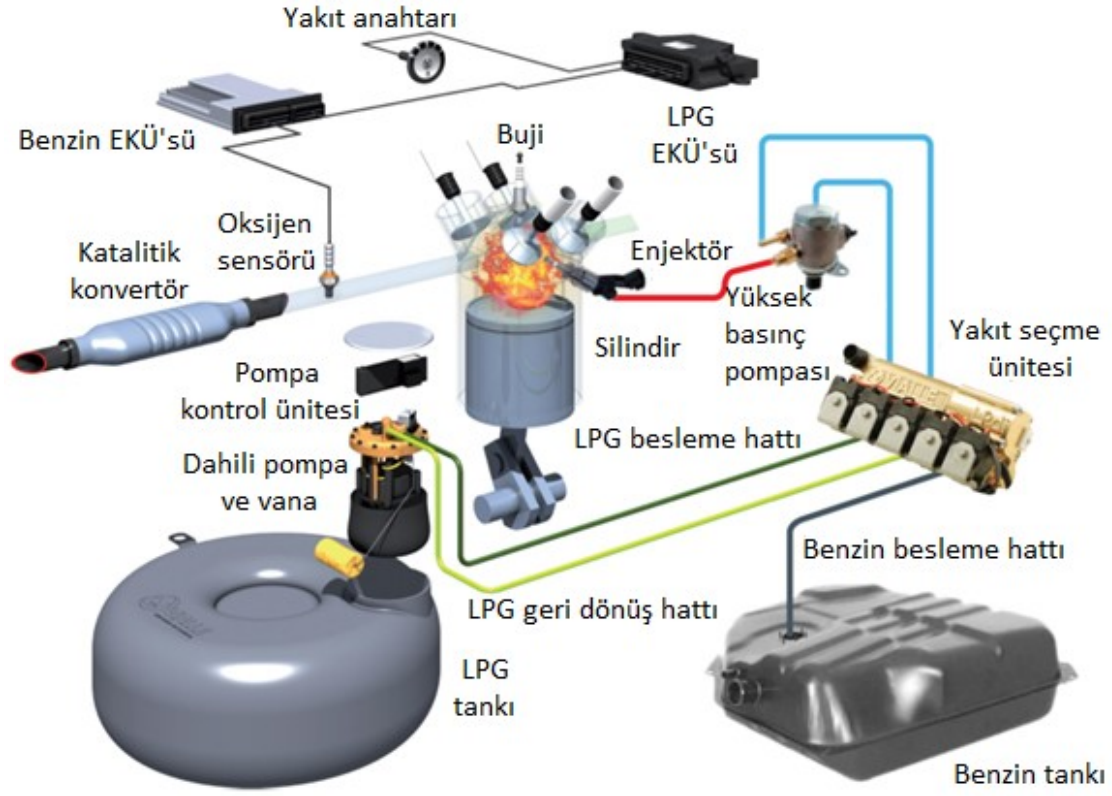 Yakıt anahtarı
Benzin EKÜ'sü
LPG
EKÜ'sü
Buji
Oksijen
sensörü
Katalitik
konvertör
Enjektör
Yüksek
basınç
pompası
Silindir
Yakıt seçme
ünitesi
Pompa
kontrol ünitesi
LPG besleme hattı
Dahili pompa
ve vana
Benzin besleme hattı
LPG geri dönüş hattı
LPG
tankı
Benzin tankı